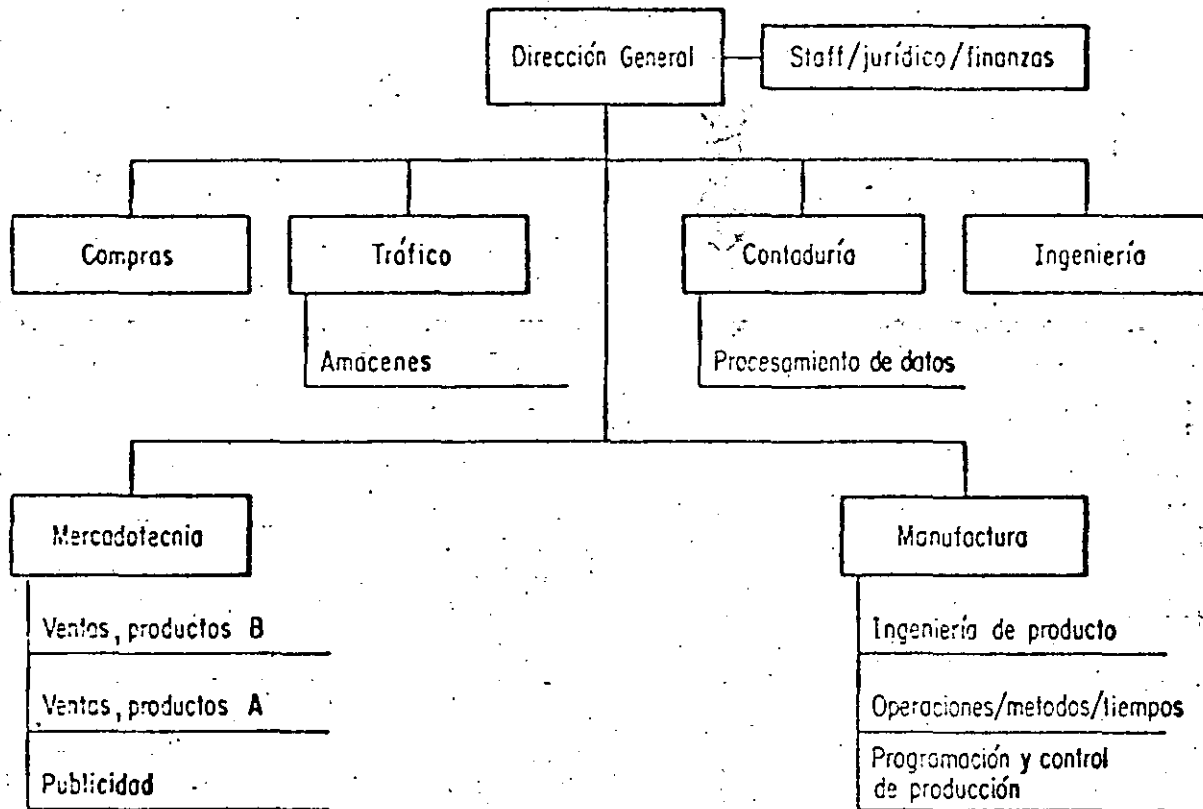 Dirección General
Staff/jurídico/finanzas
Compras
Tráfico
Contaduría
Ingeniería
Amácenes
Procesamiento de datos
Mercadotecnia
Manufactura
Ventas, productos B
Ventas, productos A
Publicidad
Ingeniería de producto
Operaciones/metodos/tiempos
Programación y control
de producción